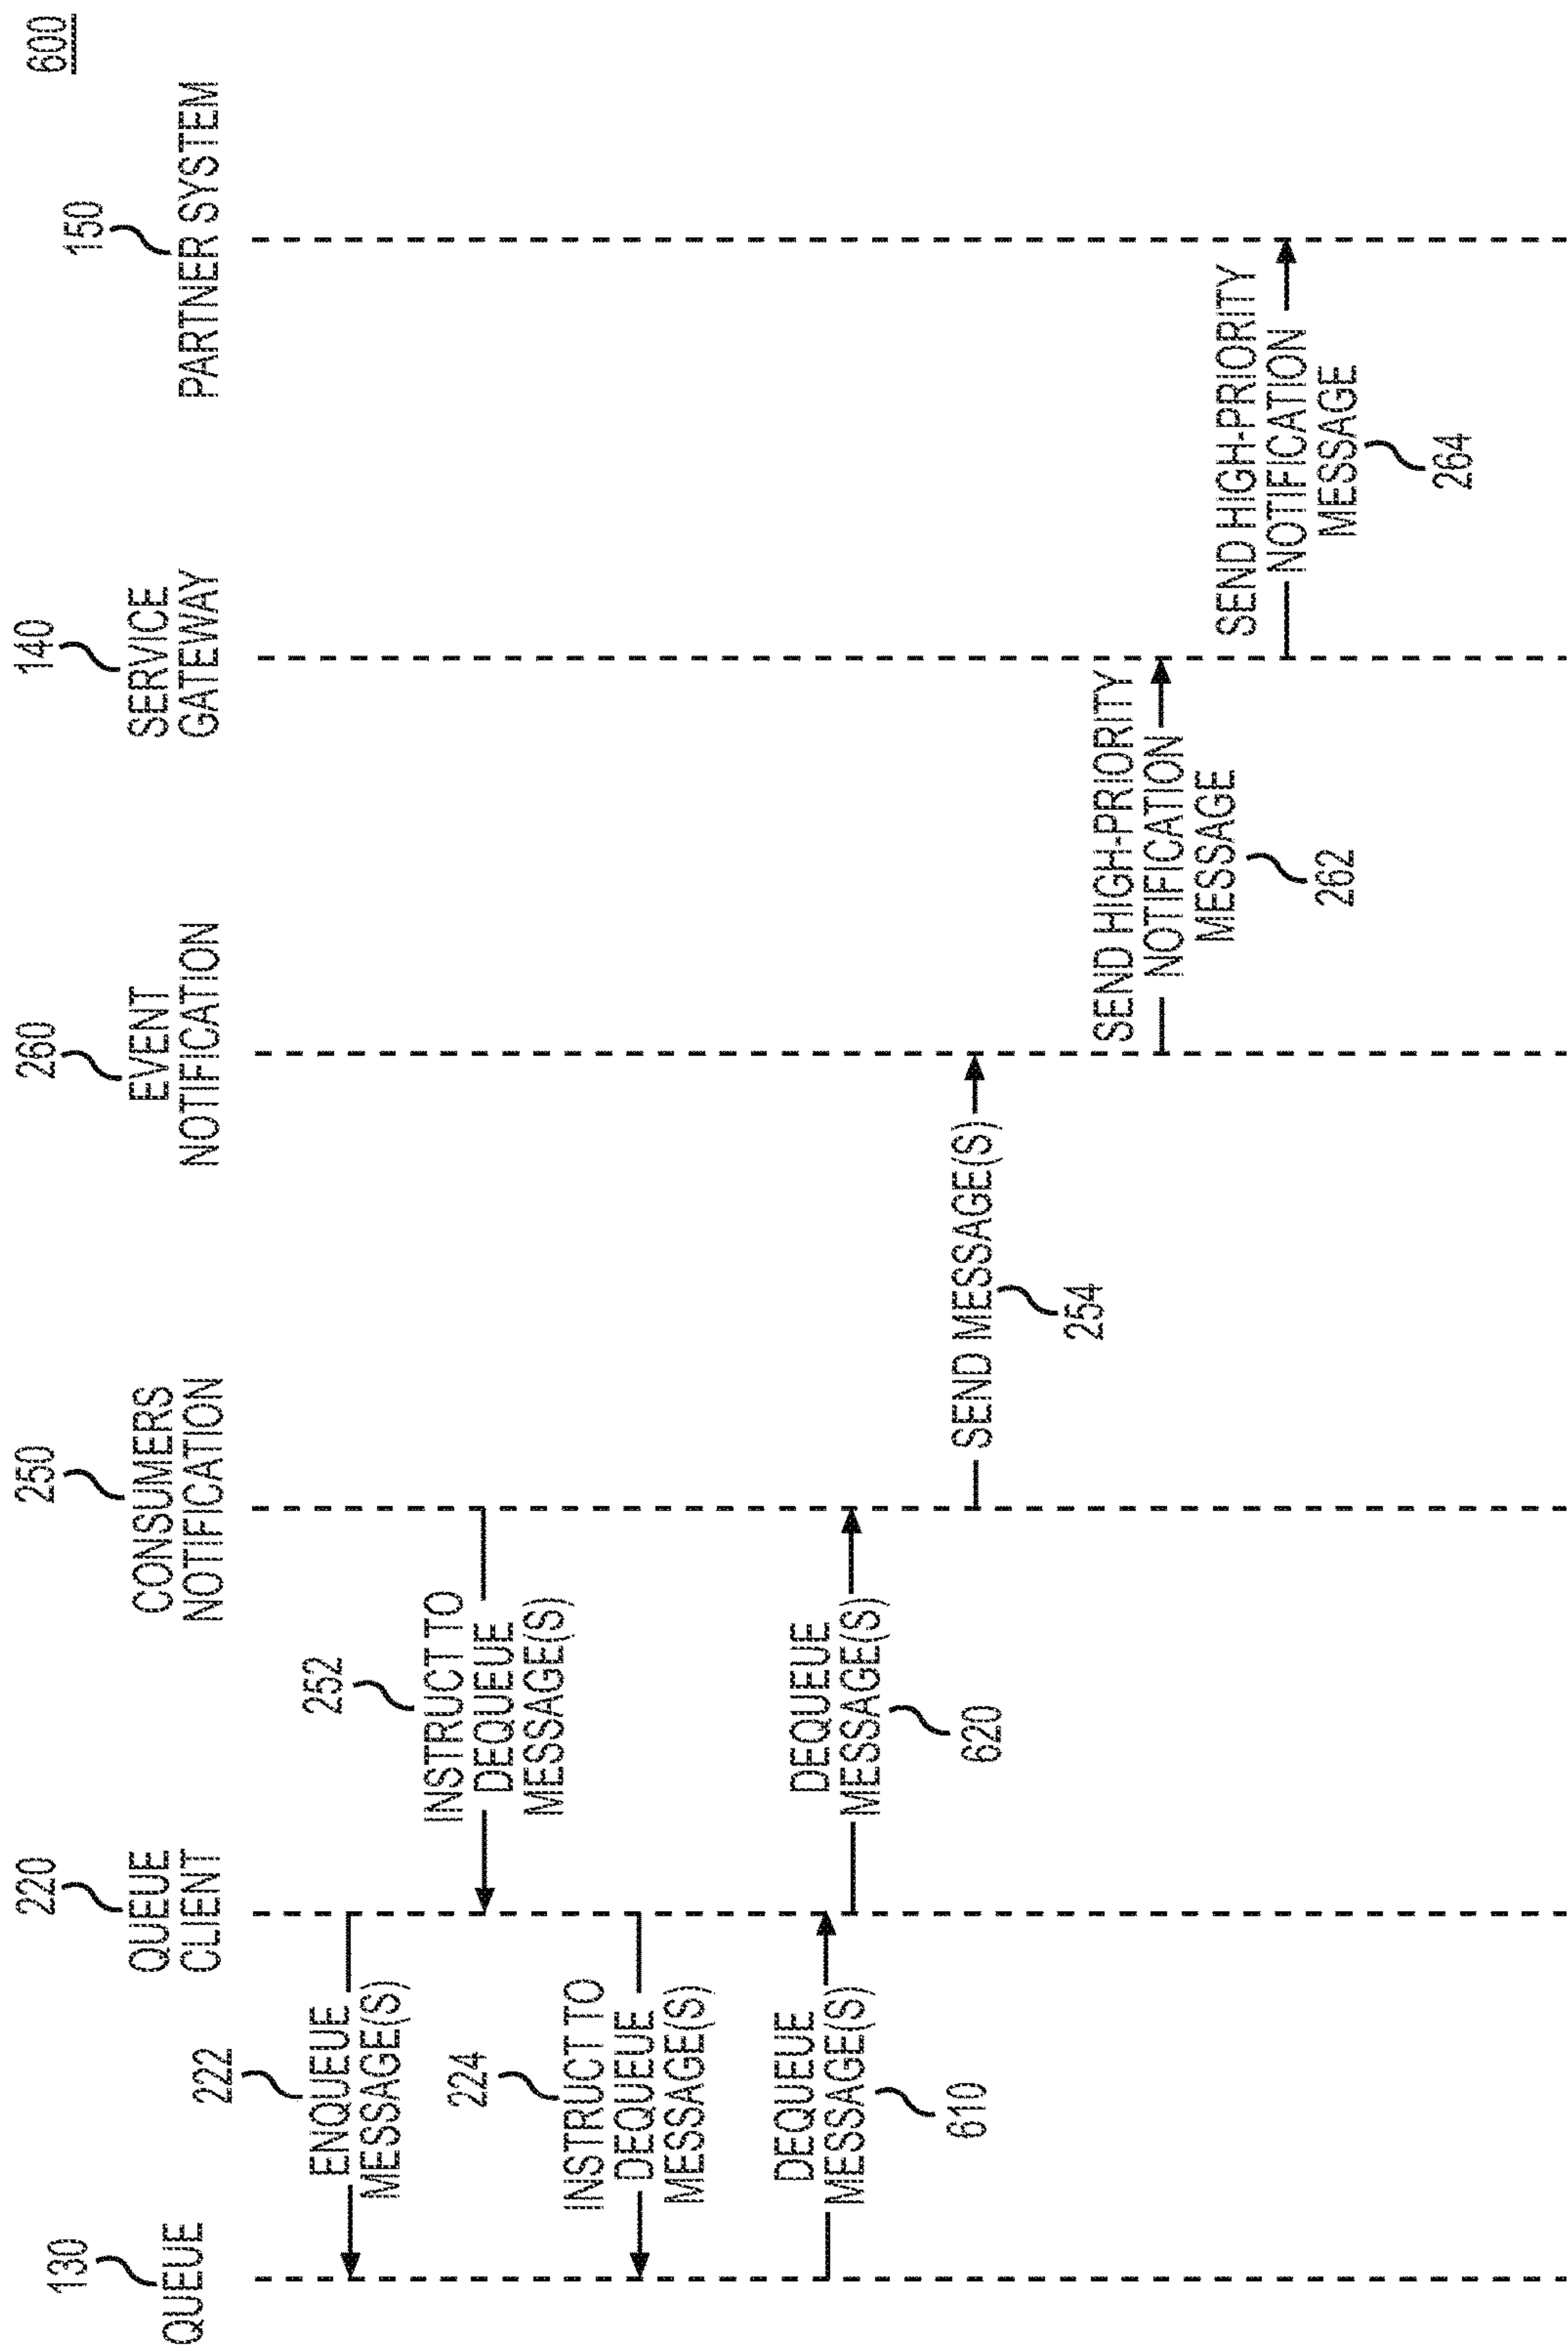 600
130
QUEUE
220
QUEUE
CLIENT
250
CONSUMERS
NOTIFICATION
260
EVENT
NOTIFICATION
140
SERVICE
GATEWAY
150
PARTNER SYSTEM
222
ENQUEUE
MESSAGE(S)
252
INSTRUCT TO
DEQUEUE
MESSAGE(S)
224
INSTRUCT TO
DEQUEUE
MESSAGE(S)
DEQUEUE
MESSAGE(S)
610
DEQUEUE
MESSAGE(S)
620
SEND MESSAGE(S)
254
SEND HIGH-PRIORITY
NOTIFICATION
MESSAGE
262
SEND HIGH-PRIORITY
NOTIFICATION
MESSAGE
264